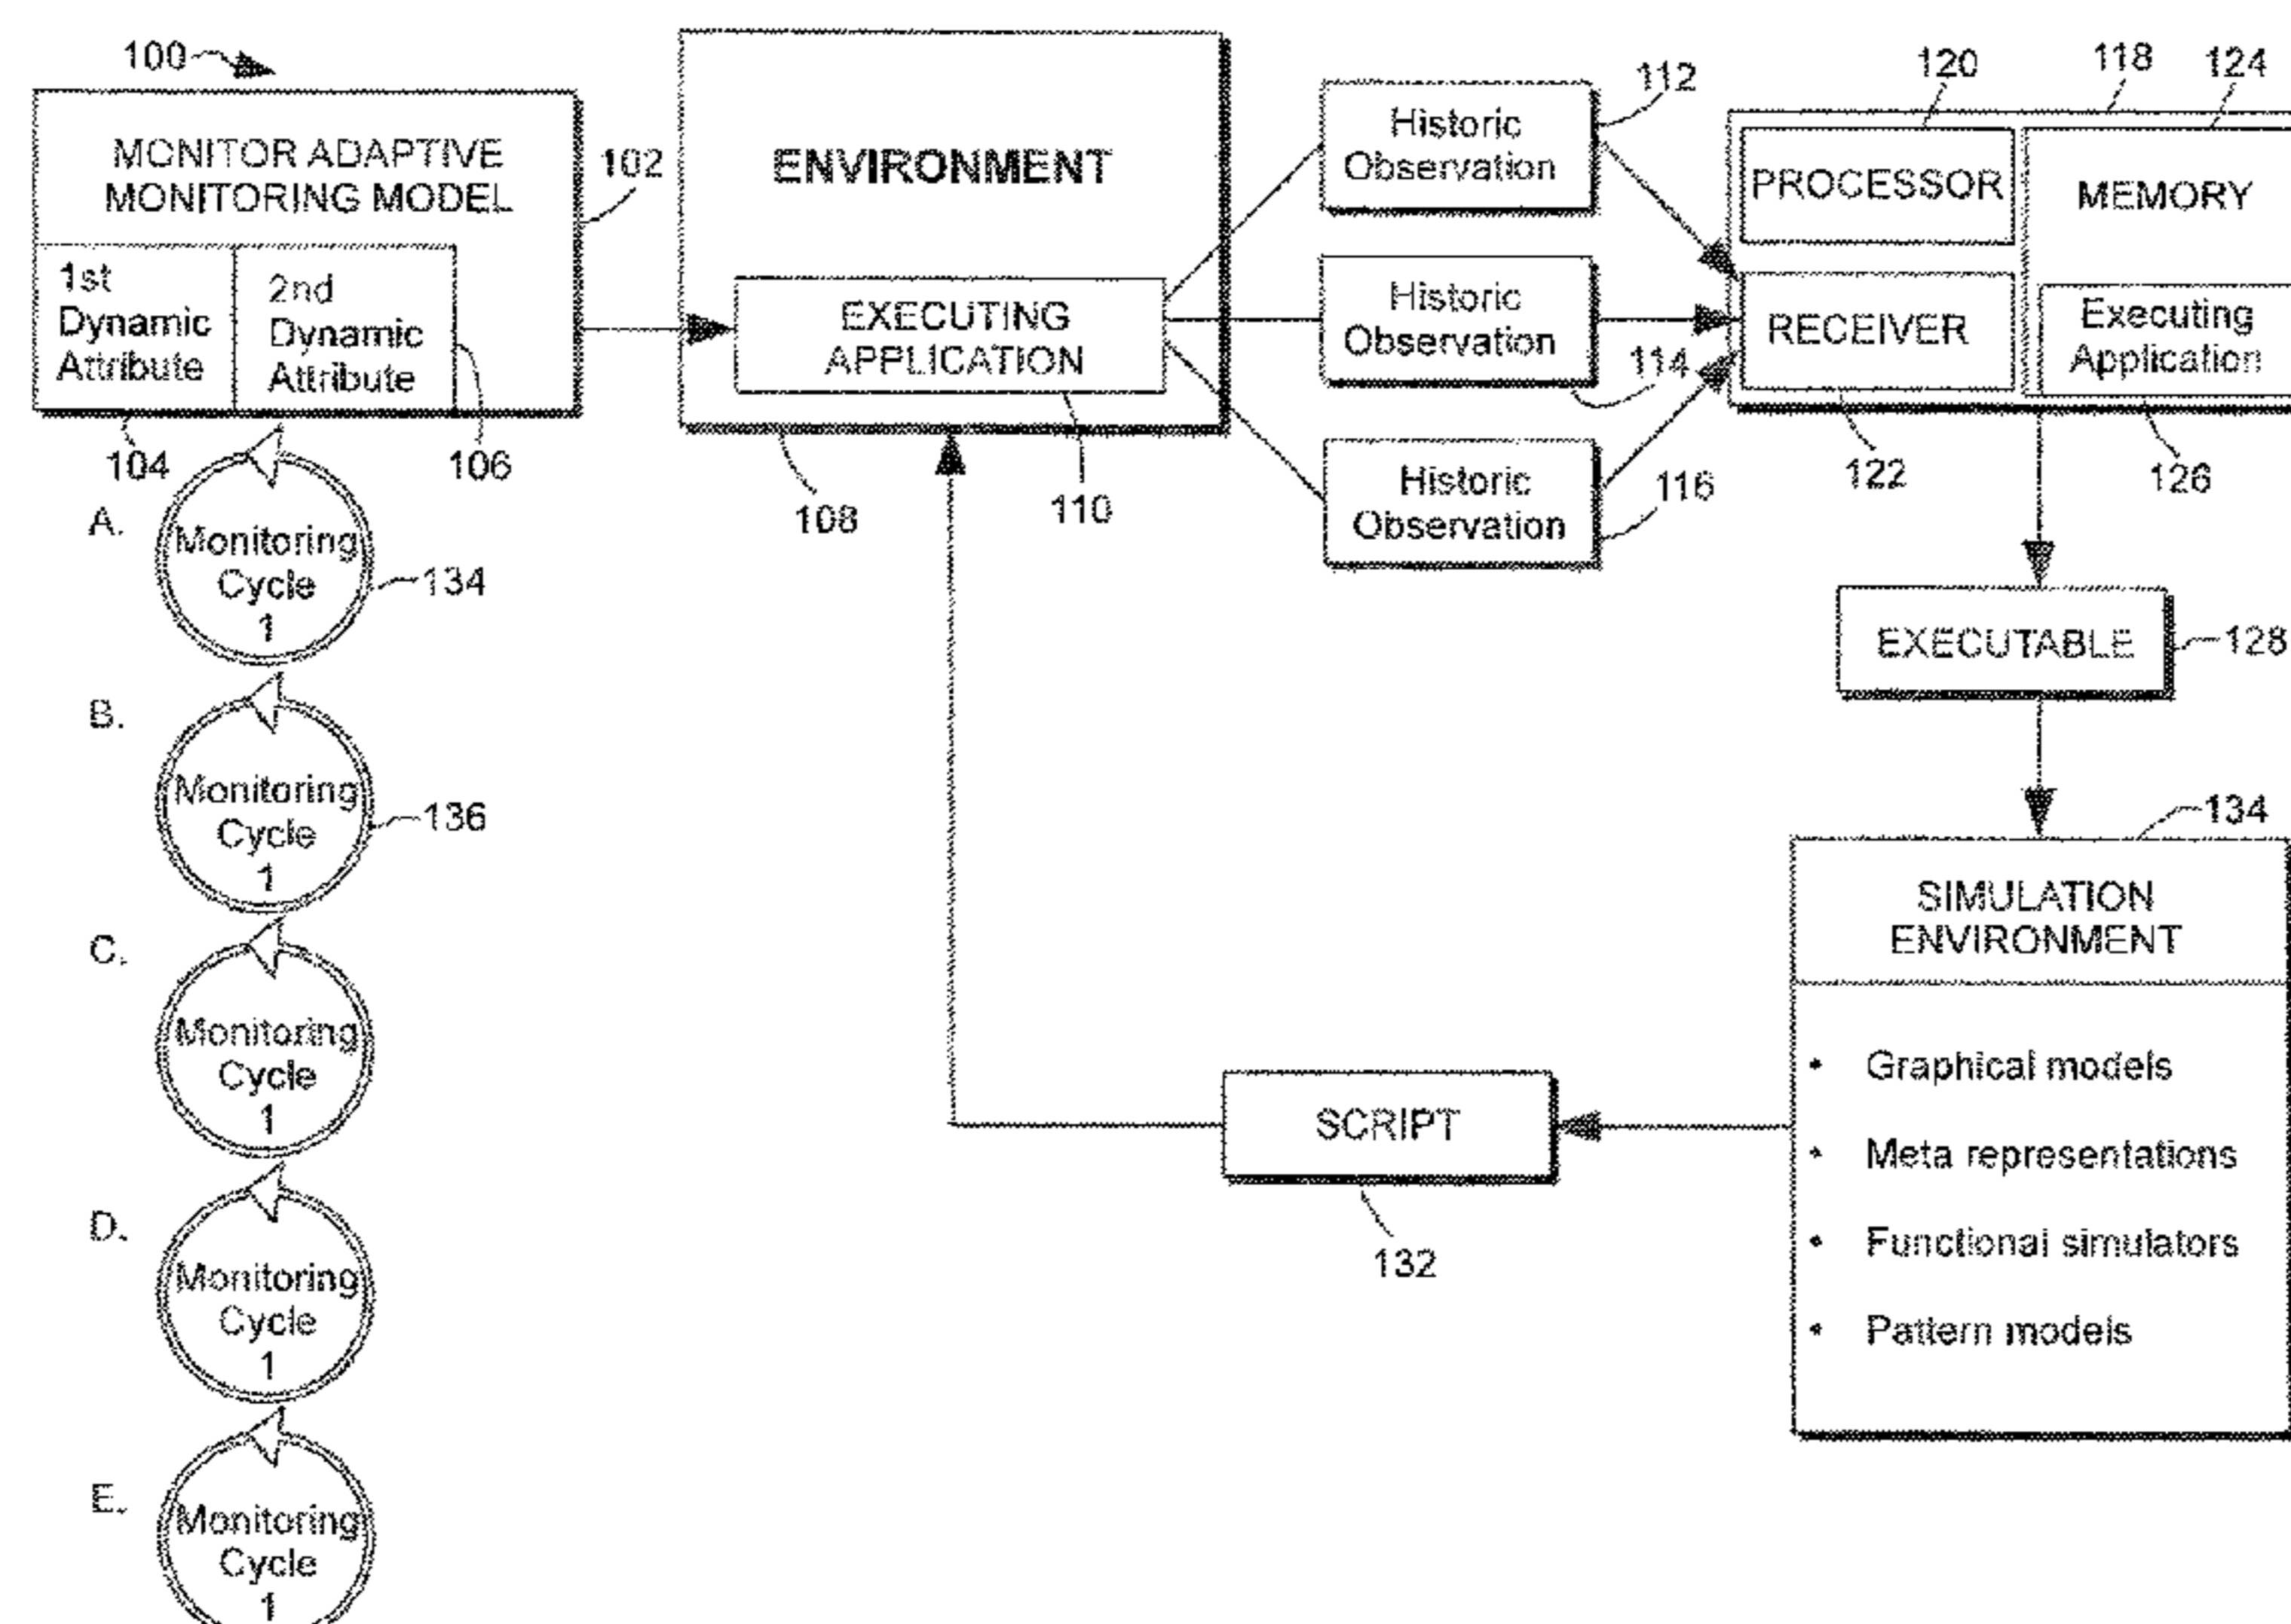 100
MONITOR ADAPTIVE
MONITORING MODEL
102
1st
Dynamic
Attribute
2nd
Dynamic
Attribute
104
106
A.
Monitoring
Cycle
1
134
B.
Monitoring
Cycle
1
136
C.
Monitoring
Cycle
1
D.
Monitoring
Cycle
1
E.
Monitoring
Cycle
1
ENVIRONMENT
EXECUTING
APPLICATION
108
110
Historic
Observation
112
Historic
Observation
114
Historic
Observation
116
120
118
124
PROCESSOR
MEMORY
RECEIVER
Executing
Application
122
126
EXECUTABLE
128
134
SIMULATION
ENVIRONMENT
• Graphical models
• Meta representations
• Functional simulators
• Pattern models
SCRIPT
132